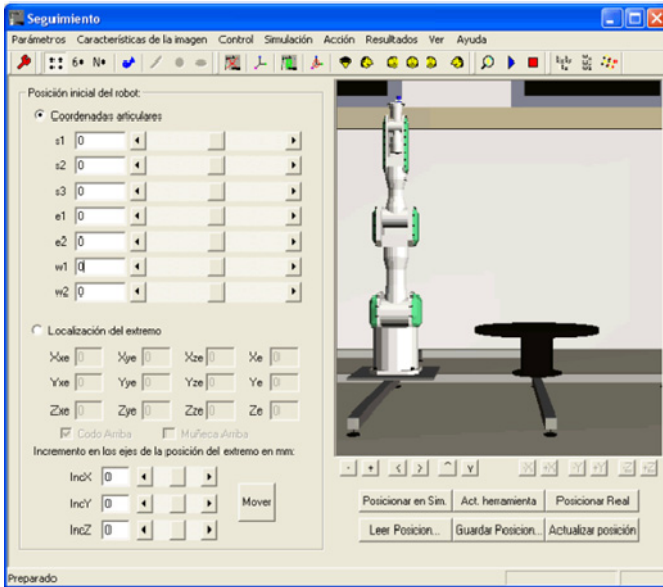 Seguimiento
Parámetros Características de la imagen Control Simulación Acción Resultados Ver Ayuda
6• N•
Posición inicial del robot:
Coordenadas articulares
s1 0
s2 0
s3 0
e1 0
e2 0
w1 0
w2 0
Localización del extremo
Xxe 0 Xye 0 Xze 0 Xe 0
Yxe 0 Yye 0 Yze 0 Ye 0
Zxe 0 Zye 0 Zze 0 Ze 0
Codo Arriba Muñeca Arriba
Incremento en los ejes de la posición del extremo en mm:
IncX 0
IncY 0
IncZ 0
Mover
- + < > ^ v -X +X -Y +Y -Z +Z
Posicionar en Sim. Act. herramienta Posicionar Real
Leer Posicion... Guardar Posicion... Actualizar posición
Preparado